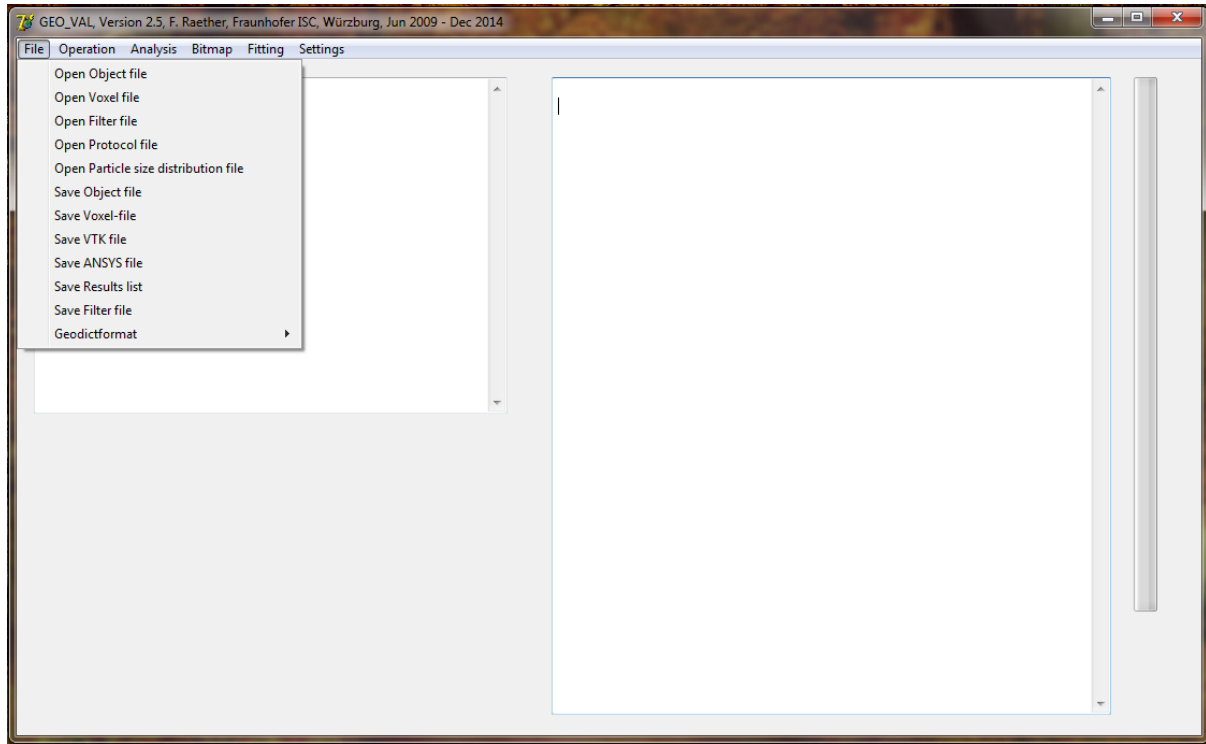 GEO_VAL, Version 2.5, F. Raether, Fraunhofer ISC, Würzburg, Jun 2009 - Dec 2014
File Operation Analysis Bitmap Fitting Settings
Open Object file
Open Voxel file
Open Filter file
Open Protocol file
Open Particle size distribution file
Save Object file
Save Voxel-file
Save VTK file
Save ANSYS file
Save Results list
Save Filter file
Geodictformat